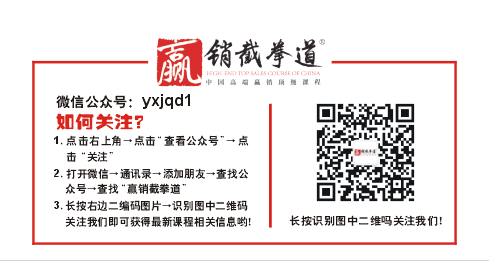 赢 销截拳道®
HIGH END TOP SALES COURSE OF CHINA
中国高端赢销顶级课程
微信公众号：yxjqd1
如何关注？
1. 点击右上角→点击“查看公众号”→点
击“关注”
2. 打开微信→通讯录→添加朋友→查找公
众号→查找“赢销截拳道”
3. 长按右边二编码图片→识别图中二维码
关注我们即可获得最新课程相关信息哟!
长按识别图中二维吗关注我们!